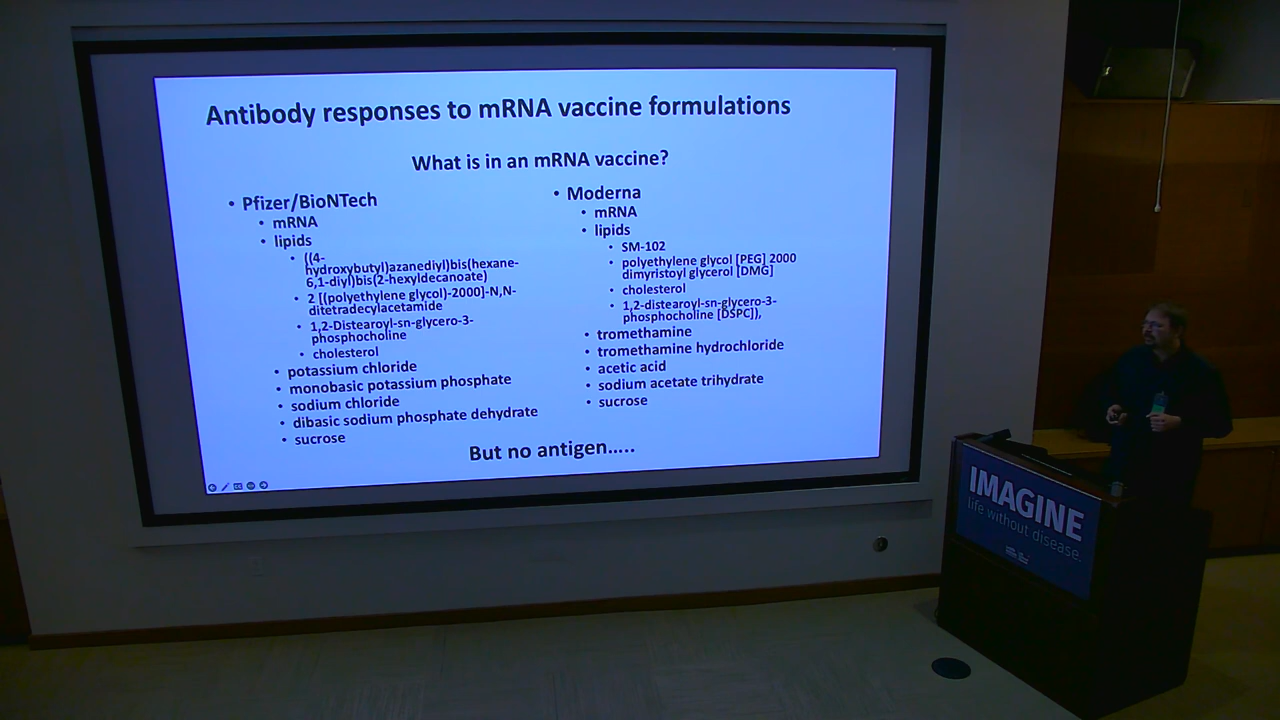 Antibody responses to mRNA vaccine formulations
What is in an mRNA vaccine?
• Pfizer/BioNTech
• mRNA
• lipids
• ((4-
hydroxybutyl)azanediyl)bis(hexane-
6,1-diyl)bis(2-hexyldecanoate)
• 2 [(polyethylene glycol)-2000]-N,N-
ditetradecylacetamide
• 1,2-Distearoyl-sn-glycero-3-
phosphocholine
• cholesterol
• potassium chloride
• monobasic potassium phosphate
• sodium chloride
• dibasic sodium phosphate dehydrate
• sucrose
• Moderna
• mRNA
• lipids
• SM-102
• polyethylene glycol [PEG] 2000
dimyristoyl glycerol [DMG]
• cholesterol
• 1,2-distearoyl-sn-glycero-3-
phosphocholine [DSPC]),
• tromethamine
• tromethamine hydrochloride
• acetic acid
• sodium acetate trihydrate
• sucrose
But no antigen.....
IMAGINE
life without disease.